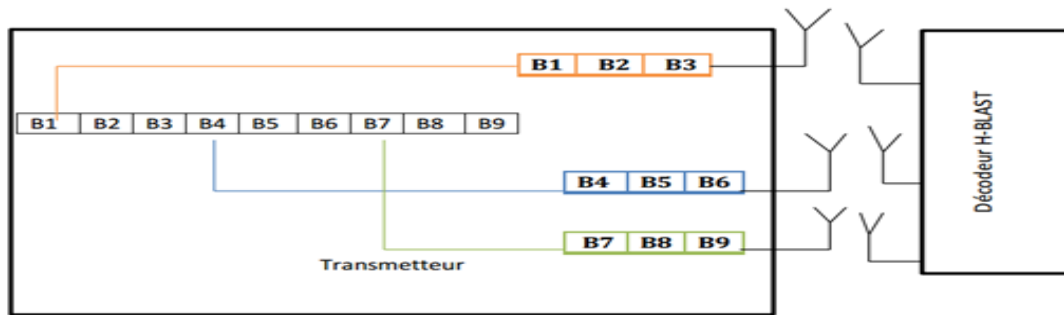 B1 B2 B3
B1 B2 B3 B4 B5 B6 B7 B8 B9
B4 B5 B6
B7 B8 B9
Transmetteur
Décodeur H-BLAST